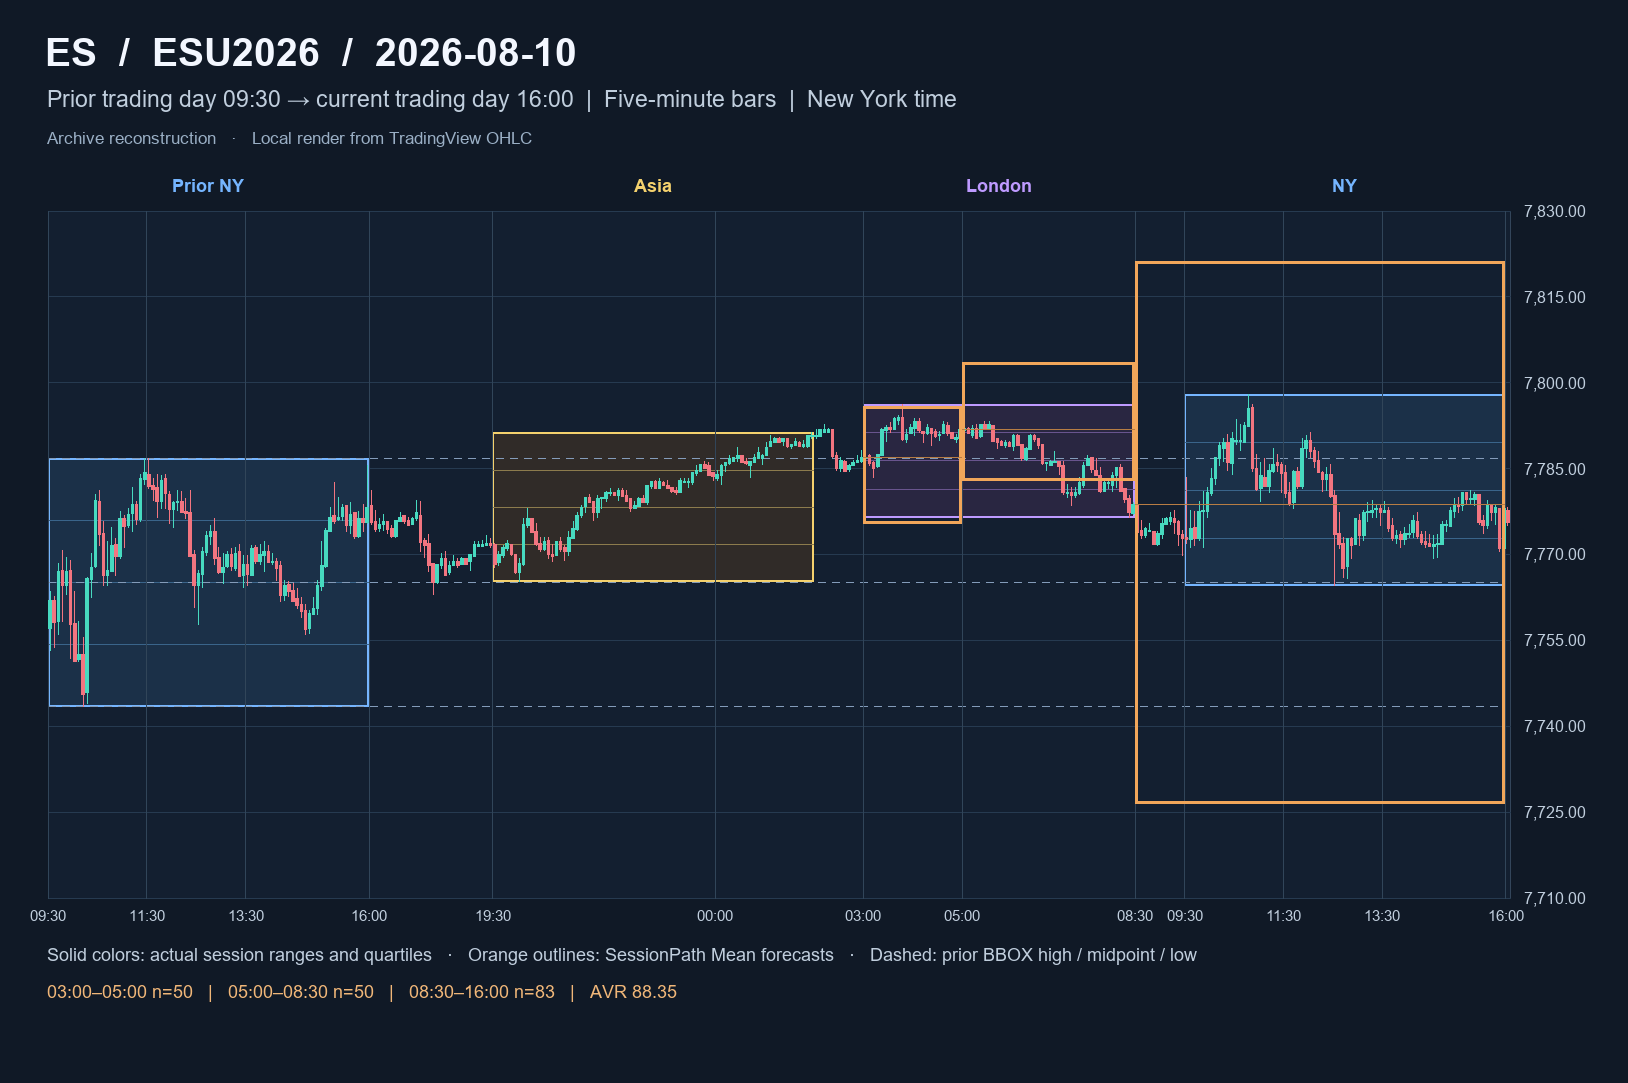 ES / ESU2026 / 2026-08-10
Prior trading day 09:30 → current trading day 16:00 | Five-minute bars | New York time
Archive reconstruction · Local render from TradingView OHLC
Prior NY Asia London NY
7,830.00
7,815.00
7,800.00
7,785.00
7,770.00
7,755.00
7,740.00
7,725.00
7,710.00
09:30 11:30 13:30 16:00 19:30 00:00 03:00 05:00 08:30 09:30 11:30 13:30 16:00
Solid colors: actual session ranges and quartiles · Orange outlines: SessionPath Mean forecasts · Dashed: prior BBOX high / midpoint / low
03:00–05:00 n=50 | 05:00–08:30 n=50 | 08:30–16:00 n=83 | AVR 88.35